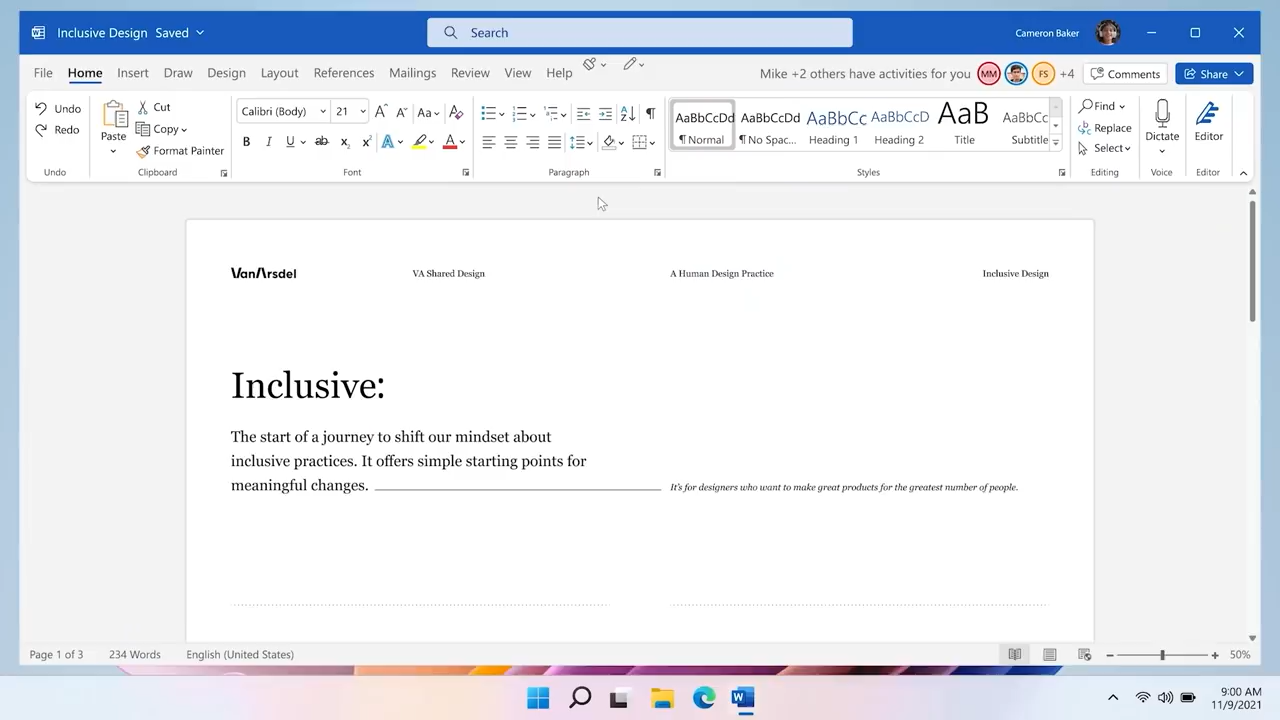 Inclusive Design Saved
Search
Cameron Baker
File Home Insert Draw Design Layout References Mailings Review View Help
Mike +2 others have activities for you MM FS +4 Comments Share
Undo
Redo
Undo
Paste
Cut
Copy
Format Painter
Clipboard
Calibri (Body) 21
Font
Paragraph
AaBbCcDd AaBbCcDd AaBbCc AaBbCcD AaB AaBbCc
¶ Normal ¶ No Spac... Heading 1 Heading 2 Title Subtitle
Styles
Find
Replace
Select
Editing
Dictate
Voice
Editor
Editor
VanArsdel VA Shared Design A Human Design Practice Inclusive Design
Inclusive:
The start of a journey to shift our mindset about
inclusive practices. It offers simple starting points for
meaningful changes.
It's for designers who want to make great products for the greatest number of people.
Page 1 of 3 234 Words English (United States) 50%
9:00 AM
11/9/2021